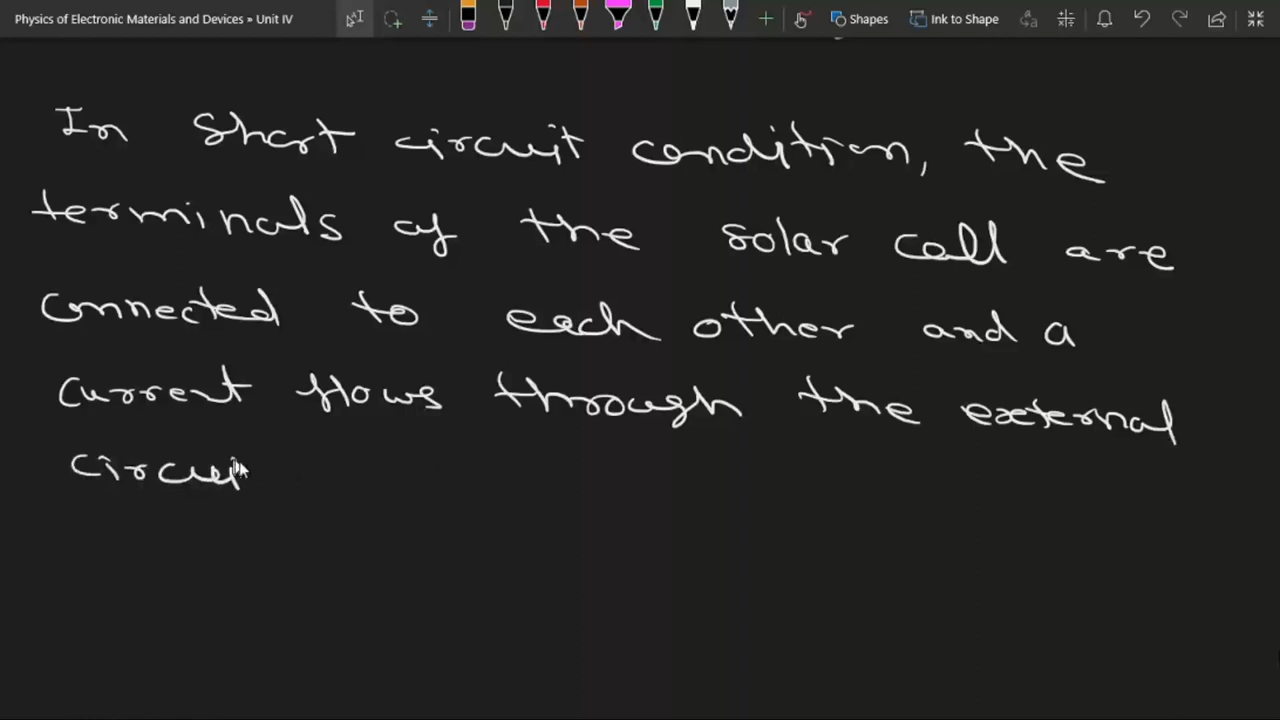 Physics of Electronic Materials and Devices » Unit IV
Shapes
Ink to Shape
In short circuit condition, the
terminals of the solar cell are
connected to each other and a
current flows through the external
circui